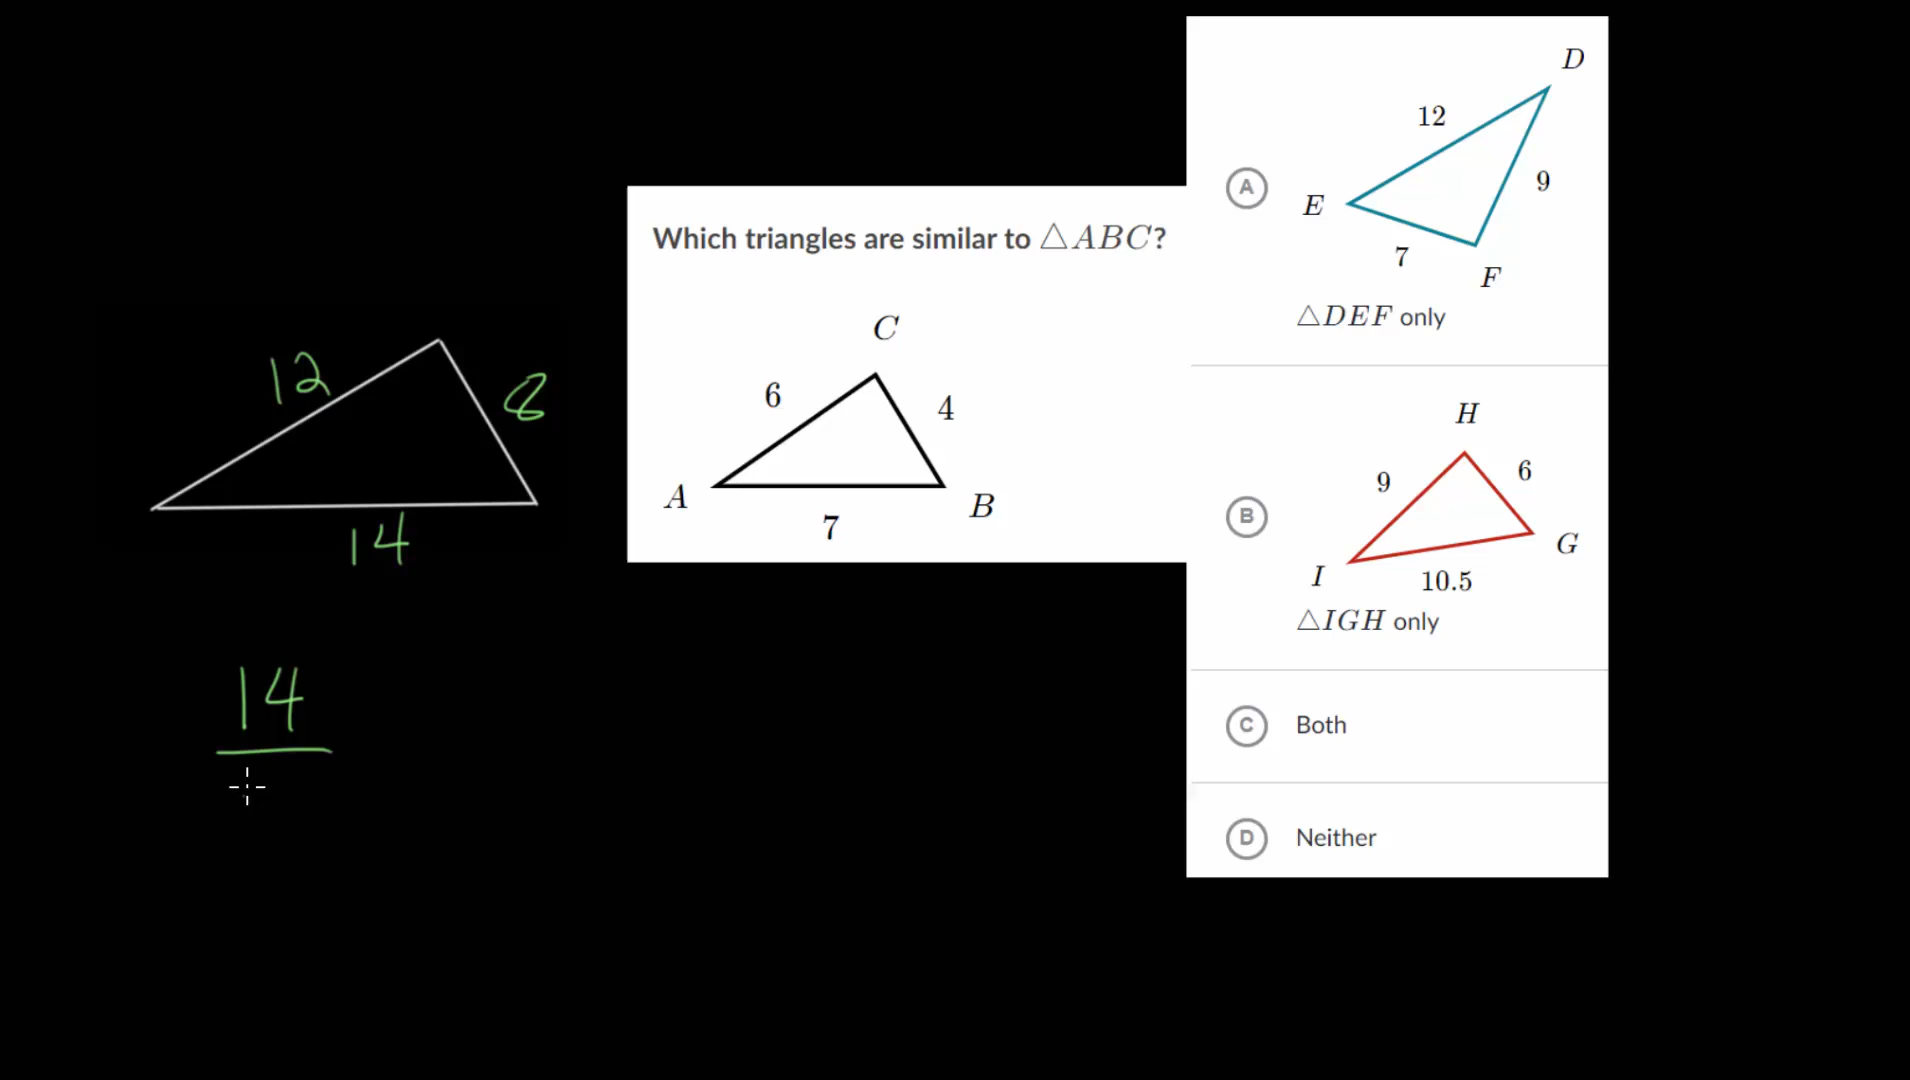 12
8
14
14
Which triangles are similar to △ABC?
C
6
4
A
B
7
D
12
9
A
E
7
F
△DEF only
H
9
6
B
G
I
10.5
△IGH only
C Both
D Neither